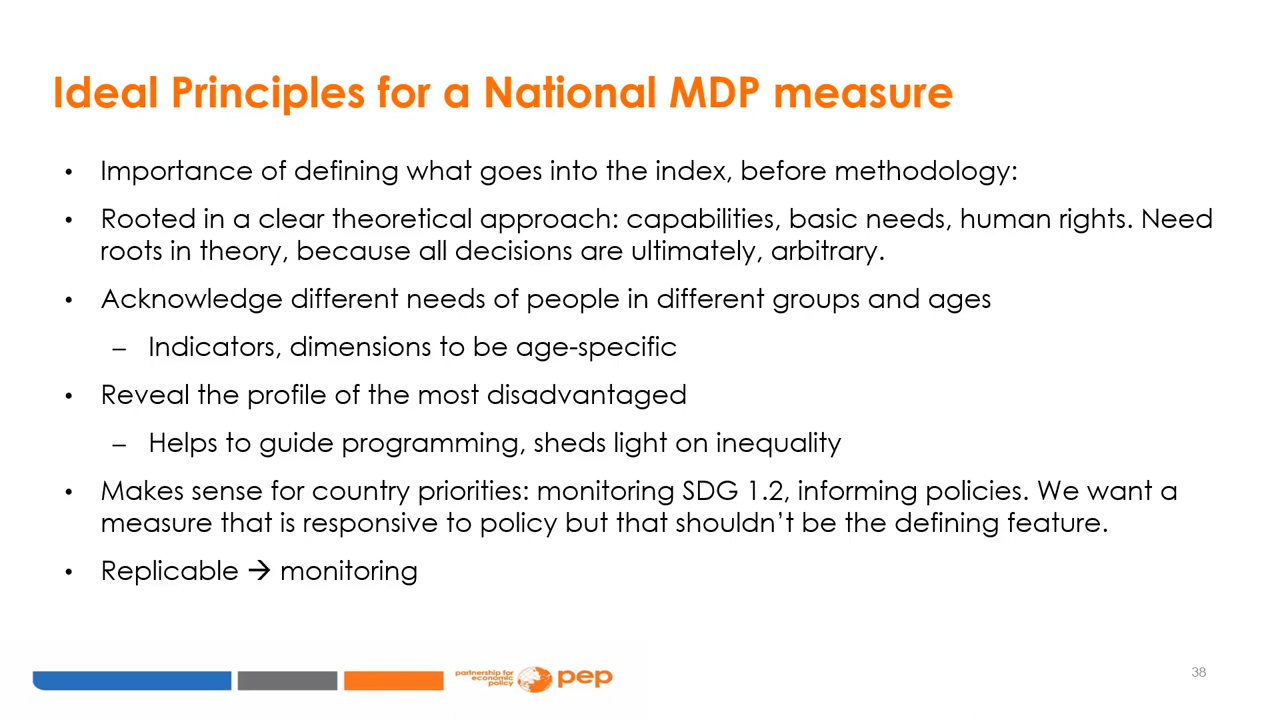 Ideal Principles for a National MDP measure
• Importance of defining what goes into the index, before methodology:
• Rooted in a clear theoretical approach: capabilities, basic needs, human rights. Need
roots in theory, because all decisions are ultimately, arbitrary.
• Acknowledge different needs of people in different groups and ages
– Indicators, dimensions to be age-specific
• Reveal the profile of the most disadvantaged
– Helps to guide programming, sheds light on inequality
• Makes sense for country priorities: monitoring SDG 1.2, informing policies. We want a
measure that is responsive to policy but that shouldn’t be the defining feature.
• Replicable → monitoring
partnership for
economic
policy
pep
38